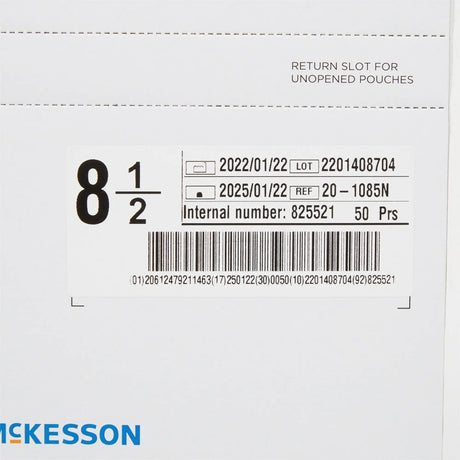 RETURN SLOT FOR
UNOPENED POUCHES
8 1/2
2022/01/22 LOT 2201408704
2025/01/22 REF 20-1085N
Internal number: 825521 50 Prs
(01)20612479211463(17)250122(30)0050(10)2201408704(92)825521
McKESSON